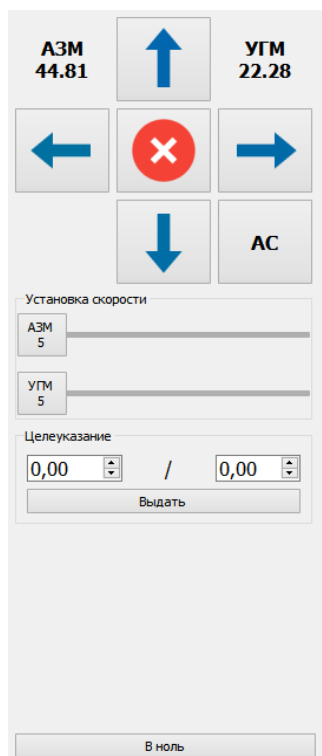 АЗМ
44.81
УГМ
22.28
АС
Установка скорости
АЗМ
5
УГМ
5
Целеуказание
0,00 / 0,00
Выдать
В ноль